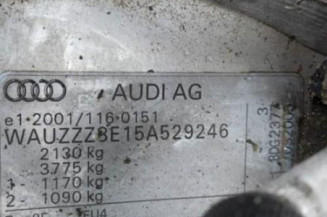 AUDI AG
e1*2001/116*0151
WAUZZZ8E15A529246
2130 kg
3775 kg
1- 1170 kg
2- 1090 kg